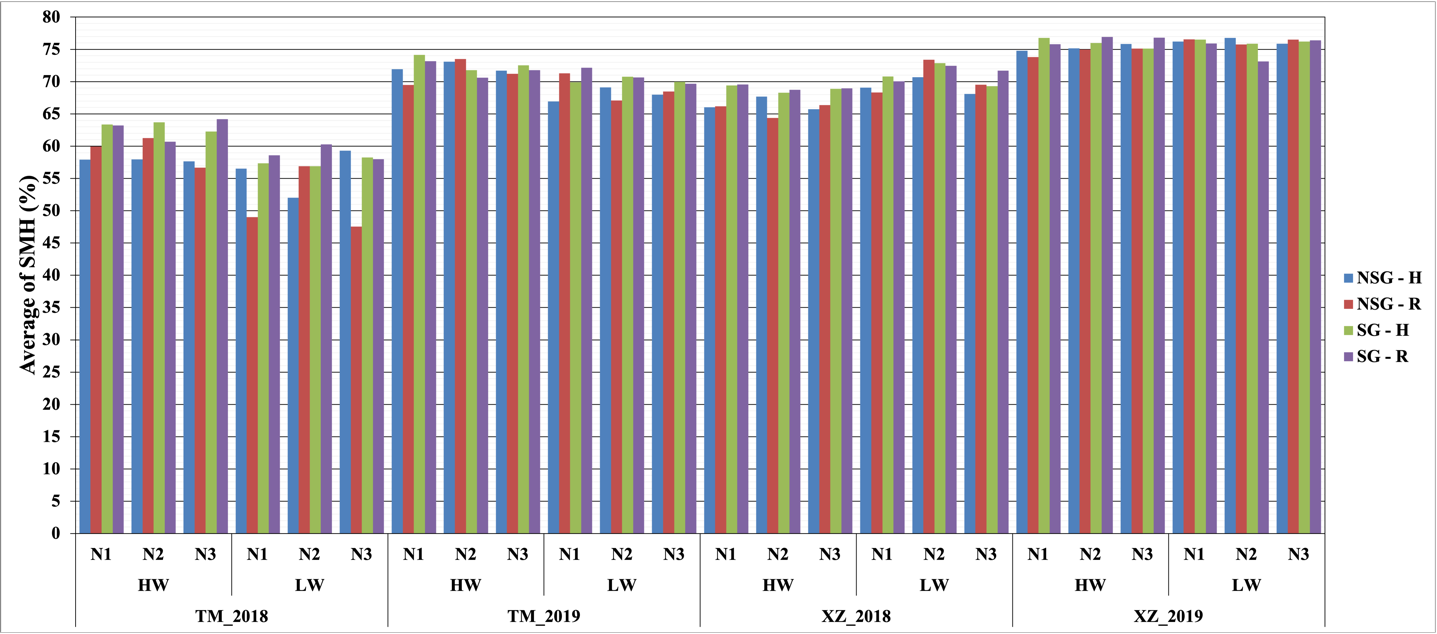 Average of SMH (%)
80
75
70
65
60
55
50
45
40
35
30
25
20
15
10
5
0
N1 N2 N3 N1 N2 N3 N1 N2 N3 N1 N2 N3 N1 N2 N3 N1 N2 N3 N1 N2 N3 N1 N2 N3
HW LW HW LW HW LW HW LW
TM_2018 TM_2019 XZ_2018 XZ_2019
NSG - H
NSG - R
SG - H
SG - R